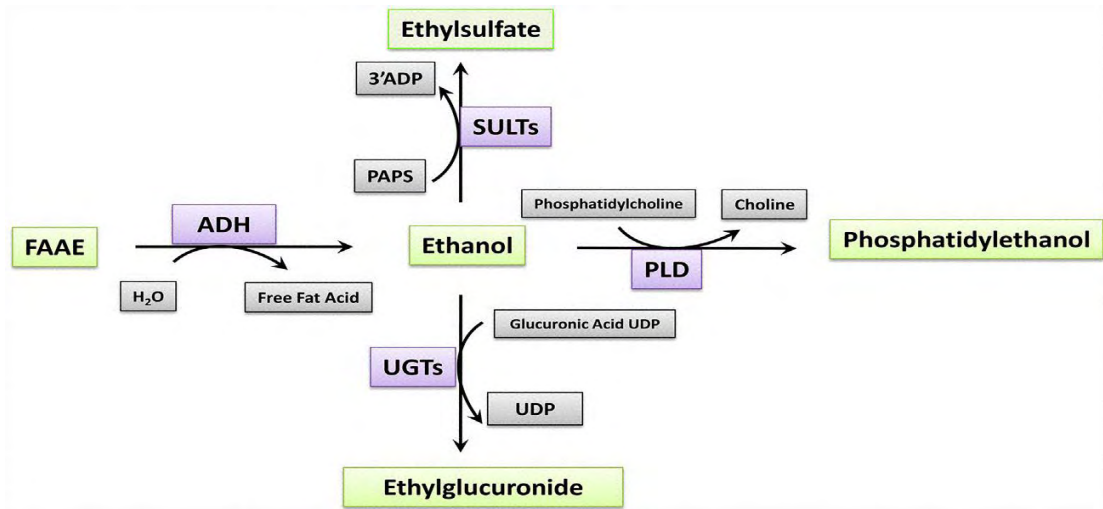 Ethylsulfate
3'ADP
SULTs
PAPS
Phosphatidylcholine
Choline
ADH
FAAE
Ethanol
Phosphatidylethanol
PLD
H₂O
Free Fat Acid
Glucuronic Acid UDP
UGTs
UDP
Ethylglucuronide